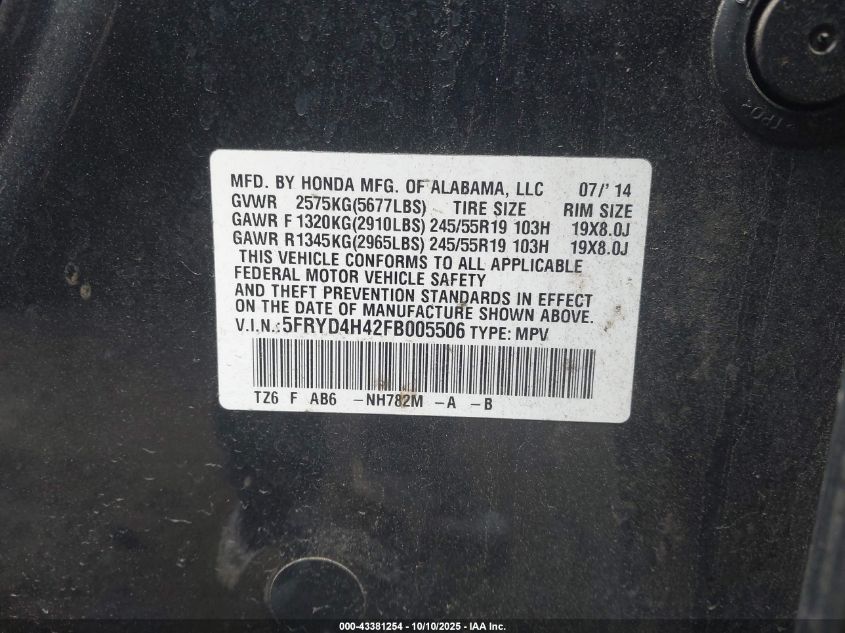 >TPO<
MFD. BY HONDA MFG. OF ALABAMA, LLC 07/' 14
GVWR 2575KG(5677LBS) TIRE SIZE RIM SIZE
GAWR F 1320KG(2910LBS) 245/55R19 103H 19X8.0J
GAWR R1345KG(2965LBS) 245/55R19 103H 19X8.0J
THIS VEHICLE CONFORMS TO ALL APPLICABLE
FEDERAL MOTOR VEHICLE SAFETY
AND THEFT PREVENTION STANDARDS IN EFFECT
ON THE DATE OF MANUFACTURE SHOWN ABOVE.
V.I.N.:5FRYD4H42FB005506 TYPE: MPV
TZ6 F AB6 -NH782M -A -B
000-43381254 - 10/10/2025 - IAA Inc.